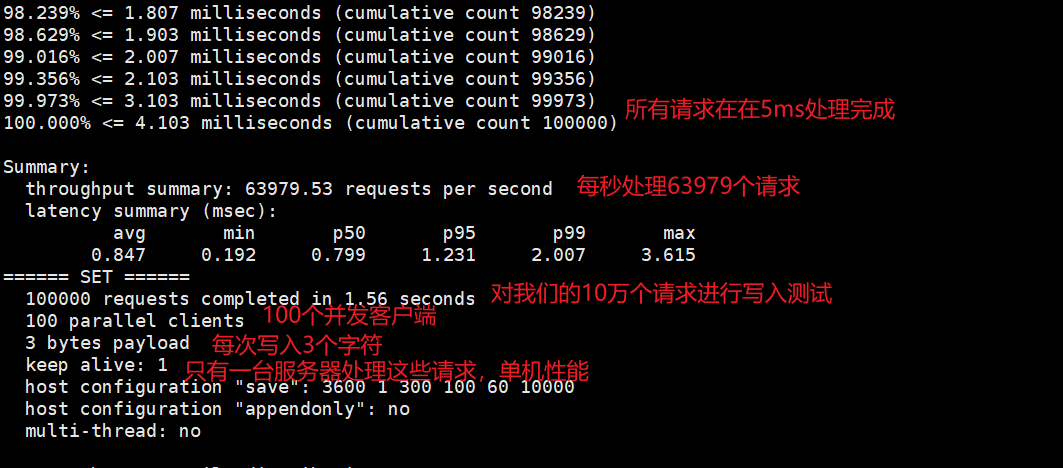 98.239% <= 1.807 milliseconds (cumulative count 98239)
98.629% <= 1.903 milliseconds (cumulative count 98629)
99.016% <= 2.007 milliseconds (cumulative count 99016)
99.356% <= 2.103 milliseconds (cumulative count 99356)
99.973% <= 3.103 milliseconds (cumulative count 99973)
100.000% <= 4.103 milliseconds (cumulative count 100000) 所有请求在在5ms处理完成
Summary:
throughput summary: 63979.53 requests per second 每秒处理63979个请求
latency summary (msec):
avg min p50 p95 p99 max
0.847 0.192 0.799 1.231 2.007 3.615
====== SET ======
100000 requests completed in 1.56 seconds 对我们的10万个请求进行写入测试
100 parallel clients 100个并发客户端
3 bytes payload 每次写入3个字符
keep alive: 1 只有一台服务器处理这些请求，单机性能
host configuration "save": 3600 1 300 100 60 10000
host configuration "appendonly": no
multi-thread: no